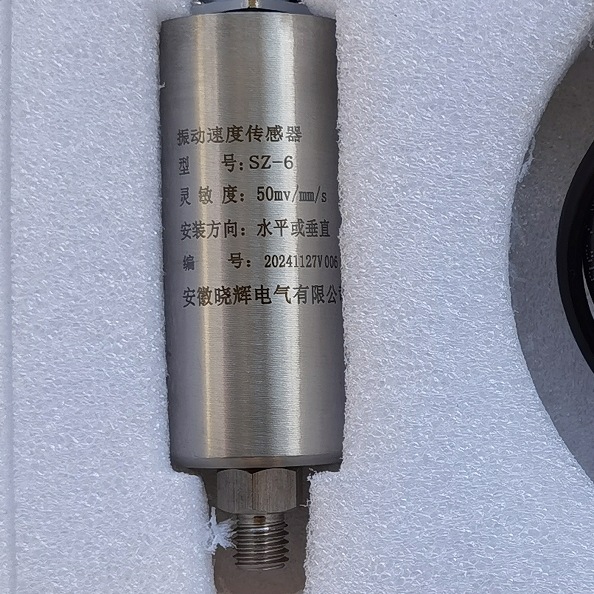 振动速度传感器
型 号:SZ-6
灵 敏 度: 50mv/mm/s
安装方向: 水平或垂直
编 号: 20241127V006
安徽晓辉电气有限公